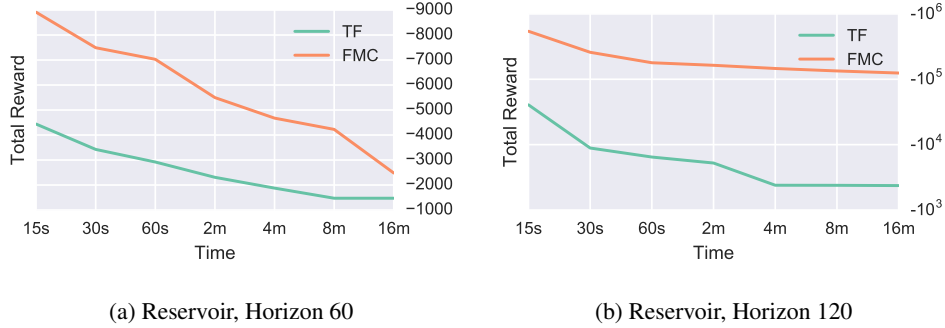 TF
FMC
Total Reward
−9000
−8000
−7000
−6000
−5000
−4000
−3000
−2000
−1000
15s 30s 60s 2m 4m 8m 16m
Time
(a) Reservoir, Horizon 60
TF
FMC
Total Reward
-10^6
-10^5
-10^4
-10^3
15s 30s 60s 2m 4m 8m 16m
Time
(b) Reservoir, Horizon 120